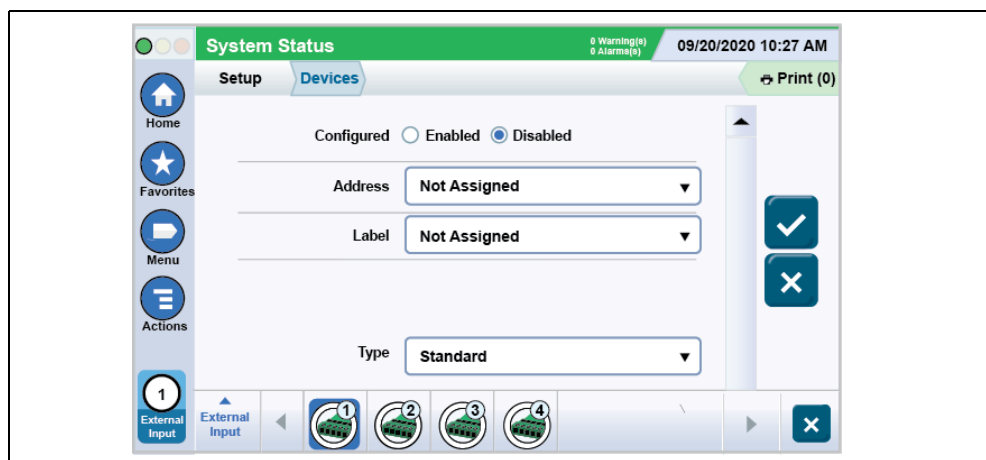 System Status
0 Warning(s)
0 Alarms(s)
09/20/2020 10:27 AM
Setup
Devices
Print (0)
Home
Favorites
Menu
Actions
Configured Enabled Disabled
Address Not Assigned
Label Not Assigned
Type Standard
1
External
Input
External
Input
1 2 3 4